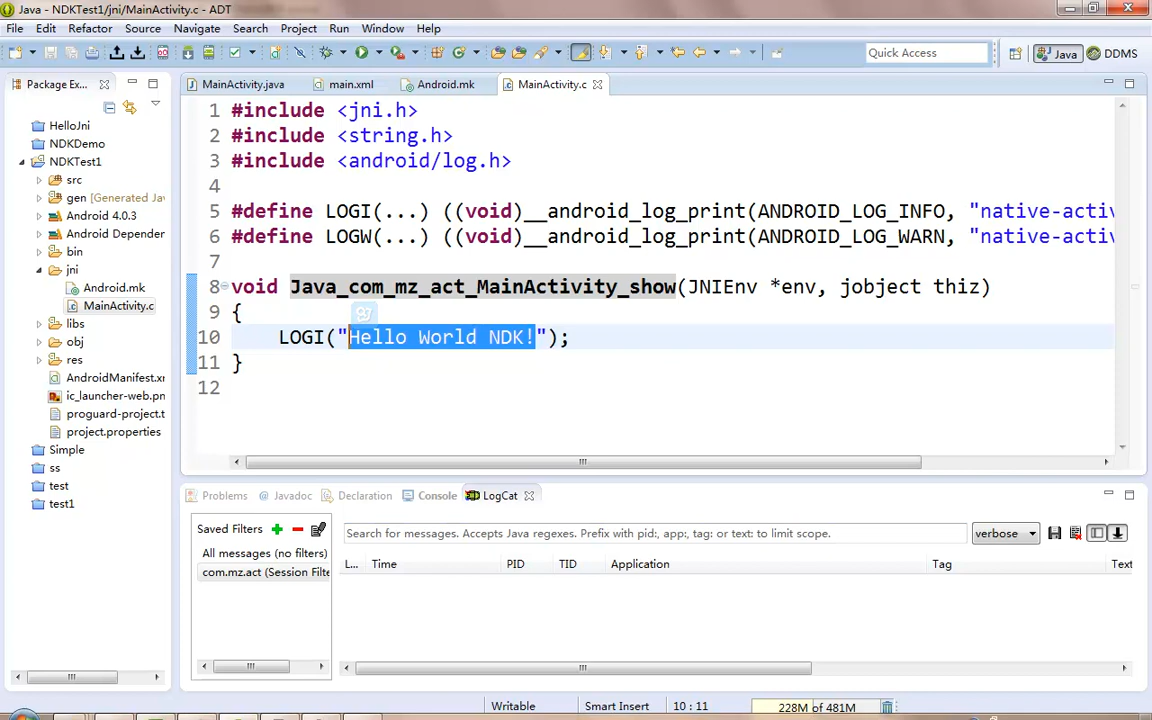 Java - NDKTest1/jni/MainActivity.c - ADT
File Edit Refactor Source Navigate Search Project Run Window Help
Quick Access Java DDMS
Package Ex...
HelloJni
NDKDemo
NDKTest1
src
gen [Generated Jav
Android 4.0.3
Android Depender
bin
jni
Android.mk
MainActivity.c
libs
obj
res
AndroidManifest.xm
ic_launcher-web.pn
proguard-project.t
project.properties
Simple
ss
test
test1
MainActivity.java main.xml Android.mk MainActivity.c
1 #include <jni.h>
2 #include <string.h>
3 #include <android/log.h>
4
5 #define LOGI(...) ((void)__android_log_print(ANDROID_LOG_INFO, "native-activ
6 #define LOGW(...) ((void)__android_log_print(ANDROID_LOG_WARN, "native-activ
7
8 void Java_com_mz_act_MainActivity_show(JNIEnv *env, jobject thiz)
9 {
10 LOGI("Hello World NDK!");
11 }
12
Problems Javadoc Declaration Console LogCat
Saved Filters
All messages (no filters)
com.mz.act (Session Filte
Search for messages. Accepts Java regexes. Prefix with pid:, app:, tag: or text: to limit scope. verbose
L... Time PID TID Application Tag Text
Writable Smart Insert 10 : 11 228M of 481M